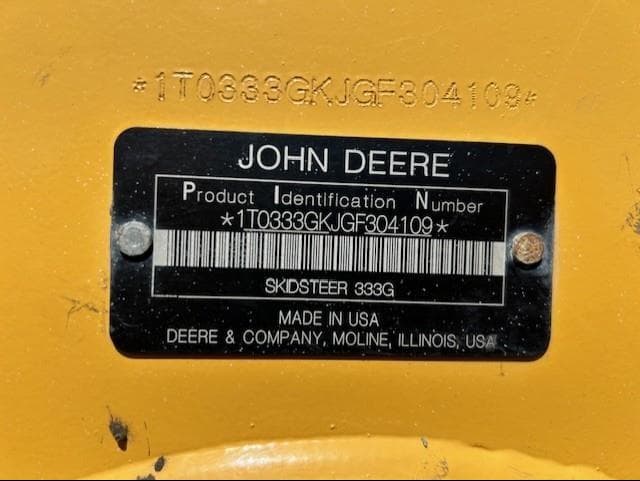 *1T0333GKJGF304109*
JOHN DEERE
Product Identification Number
*1T0333GKJGF304109*
SKIDSTEER 333G
MADE IN USA
DEERE & COMPANY, MOLINE, ILLINOIS, USA